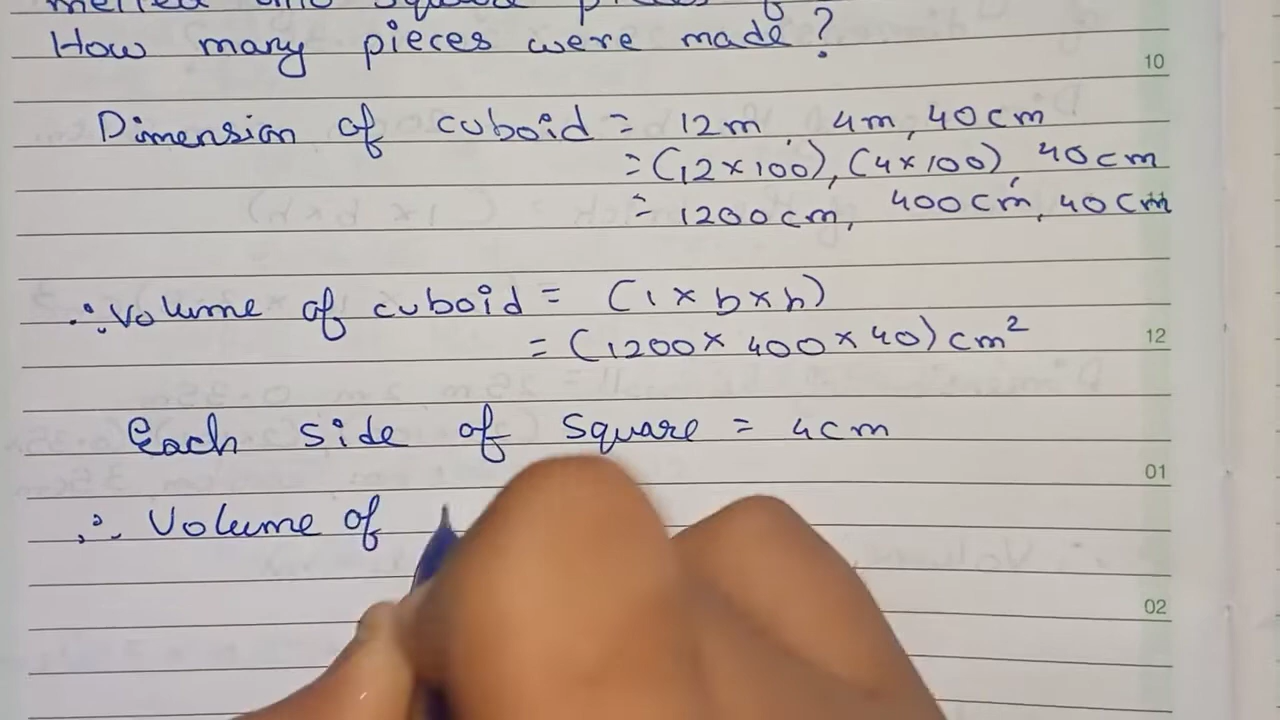 How many pieces were made?
10
Dimension of cuboid = 12m, 4m, 40cm
= (12×100), (4×100), 40cm
= 1200cm, 400cm, 40cm
∴ Volume of cuboid = (l×b×h)
= (1200×400×40)cm²
12
Each side of square = 4cm
01
∴ Volume of
02